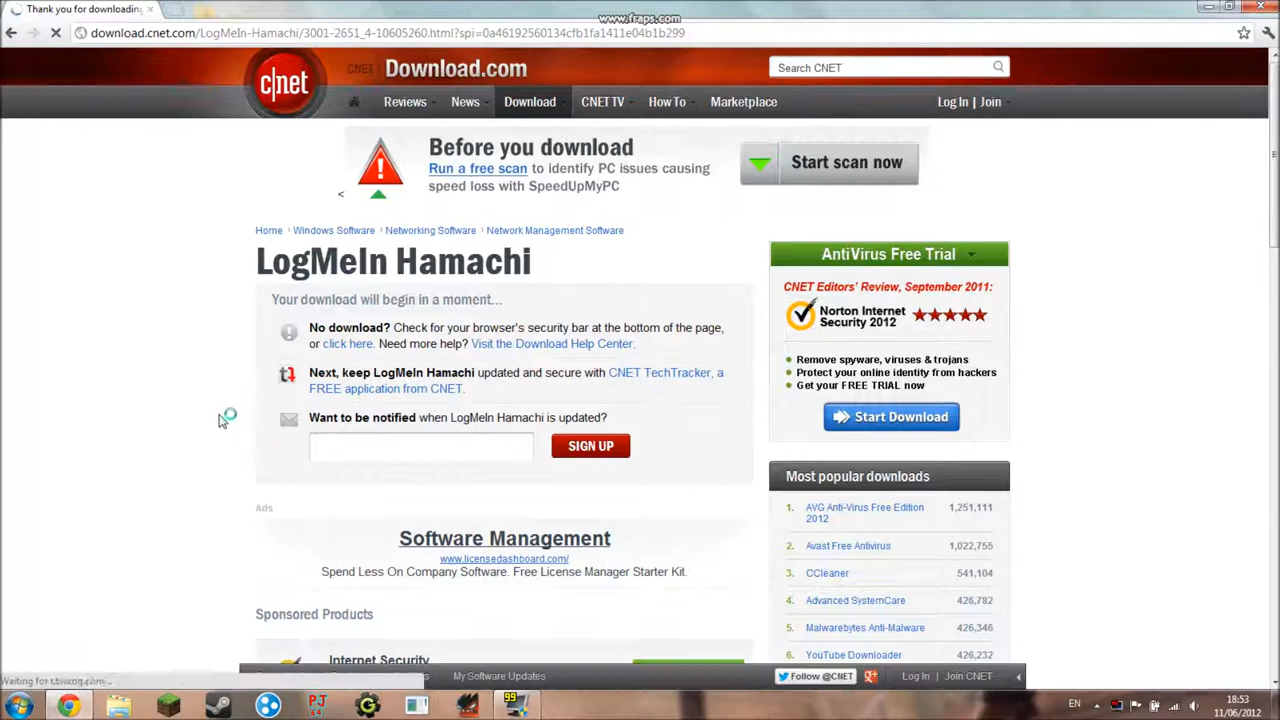 www.fraps.com
Thank you for downloading
download.cnet.com/LogMeIn-Hamachi/3001-2651_4-10605260.html?spi=0a46192560134cfb1fa1411e04b1b299
c|net
CNET Download.com
Search CNET
Reviews News Download CNET TV How To Marketplace
Log In | Join
Before you download
Run a free scan to identify PC issues causing
speed loss with SpeedUpMyPC
Start scan now
<
Home › Windows Software › Networking Software › Network Management Software
LogMeIn Hamachi
Your download will begin in a moment...
No download? Check for your browser's security bar at the bottom of the page,
or click here. Need more help? Visit the Download Help Center.
Next, keep LogMeIn Hamachi updated and secure with CNET TechTracker, a
FREE application from CNET.
Want to be notified when LogMeIn Hamachi is updated?
SIGN UP
Ads
Software Management
www.licensedashboard.com/
Spend Less On Company Software. Free License Manager Starter Kit.
Sponsored Products
Internet Security
AntiVirus Free Trial
CNET Editors' Review, September 2011:
Norton Internet
Security 2012
Remove spyware, viruses & trojans
Protect your online identity from hackers
Get your FREE TRIAL now
Start Download
Most popular downloads
1. AVG Anti-Virus Free Edition 1,251,111
2012
2. Avast Free Antivirus 1,022,755
3. CCleaner 541,104
4. Advanced SystemCare 426,782
5. Malwarebytes Anti-Malware 426,346
6. YouTube Downloader 426,232
My Software Updates
Follow @CNET
Log In | Join CNET
PJ
64
99
EN
18:53
11/06/2012